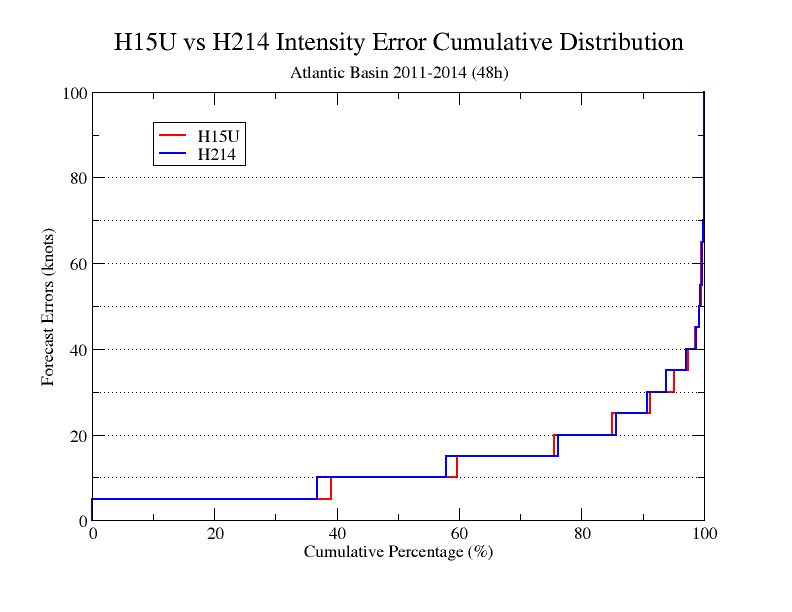 H15U vs H214 Intensity Error Cumulative Distribution
Atlantic Basin 2011-2014 (48h)
100
80
60
40
20
0
Forecast Errors (knots)
H15U
H214
0 20 40 60 80 100
Cumulative Percentage (%)